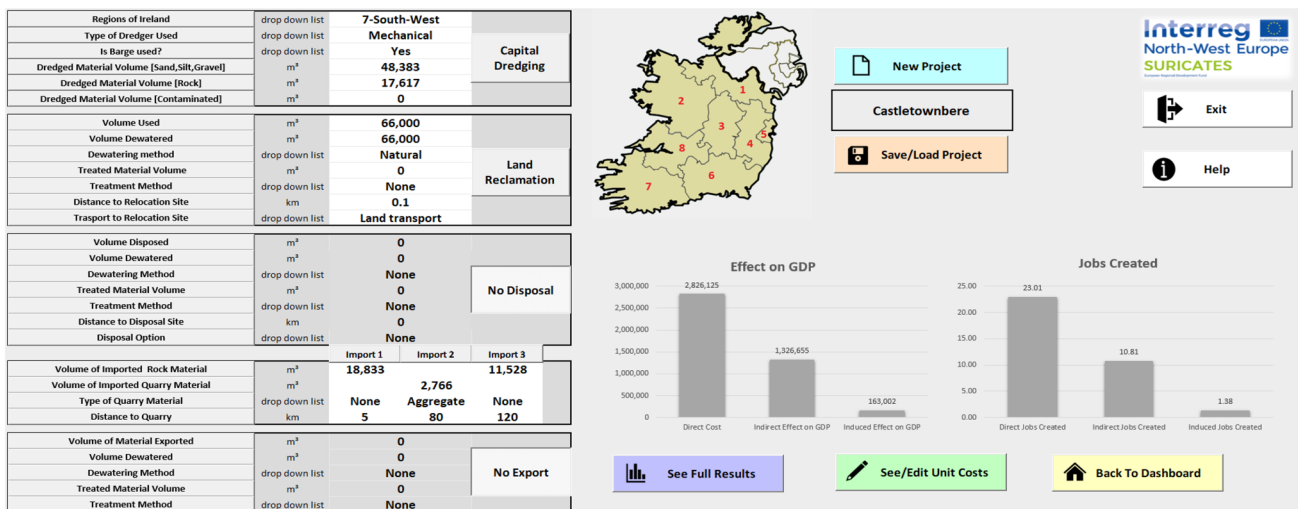 Regions of Ireland drop down list 7-South-West
Type of Dredger Used drop down list Mechanical
Is Barge used? drop down list Yes
Dredged Material Volume [Sand,Silt,Gravel] m³ 48,383
Dredged Material Volume [Rock] m³ 17,617
Dredged Material Volume [Contaminated] m³ 0
Capital
Dredging
Volume Used m³ 66,000
Volume Dewatered m³ 66,000
Dewatering method drop down list Natural
Treated Material Volume m³ 0
Treatment Method drop down list None
Distance to Relocation Site km 0.1
Trasport to Relocation Site drop down list Land transport
Land
Reclamation
Volume Disposed m³ 0
Volume Dewatered m³ 0
Dewatering Method drop down list None
Treated Material Volume m³ 0
Treatment Method drop down list None
Distance to Disposal Site km 0
Disposal Option drop down list None
No Disposal
Import 1 Import 2 Import 3
Volume of Imported Rock Material m³ 18,833 11,528
Volume of Imported Quarry Material m³ 2,766
Type of Quarry Material drop down list None Aggregate None
Distance to Quarry km 5 80 120
Volume of Material Exported m³ 0
Volume Dewatered m³ 0
Dewatering Method drop down list None
Treated Material Volume m³ 0
Treatment Method drop down list None
No Export
1
2
3
5
4
8
6
7
New Project
Castletownbere
Save/Load Project
Interreg
EUROPEAN UNION
North-West Europe
SURICATES
European Regional Development Fund
Exit
Help
Effect on GDP
3,000,000
2,500,000
2,000,000
1,500,000
1,000,000
500,000
0
2,826,125
1,326,655
163,002
Direct Cost Indirect Effect on GDP Induced Effect on GDP
Jobs Created
25.00
20.00
15.00
10.00
5.00
0.00
23.01
10.81
1.38
Direct Jobs Created Indirect Jobs Created Induced Jobs Created
See Full Results
See/Edit Unit Costs
Back To Dashboard